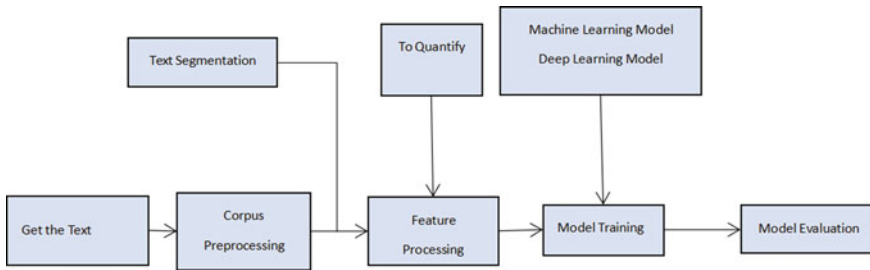 Machine Learning Model
To Quantify
Text Segmentation
Deep Learning Model
Corpus
Feature
Get the Text
Model Training
Model Evaluation
Preprocessing
Processing